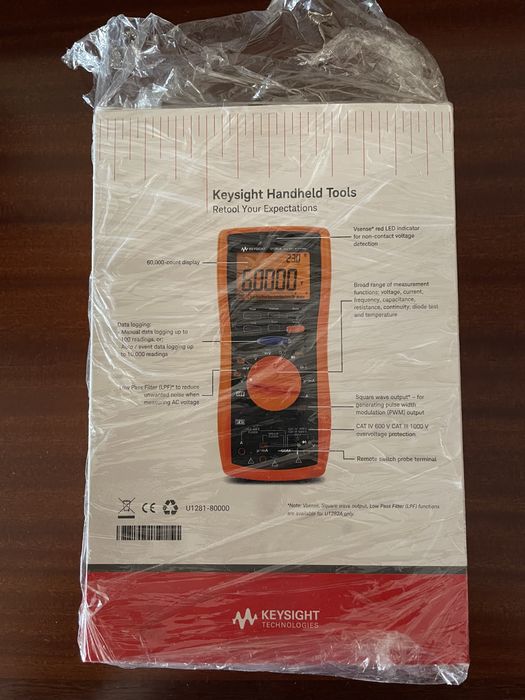 Keysight Handheld Tools
Retool Your Expectations
Vsense* red LED indicator
for non-contact voltage
detection
60,000-count display
KEYSIGHT
60000
Broad range of measurement
functions; voltage, current,
frequency, capacitance,
resistance, continuity, diode test
and temperature
Data logging:
- Manual data logging up to
100 readings, or;
- Auto / event data logging up
to 10,000 readings
Low Pass Filter (LPF)* to reduce
unwanted noise when
measuring AC voltage
Square wave output* – for
generating pulse width
modulation (PWM) output
CAT IV 600 V CAT III 1000 V
overvoltage protection
Remote switch probe terminal
CE
U1281-80000
*Note: Vsense, Square wave output, Low Pass Filter (LPF) functions
are available for U1282A only.
KEYSIGHT
TECHNOLOGIES